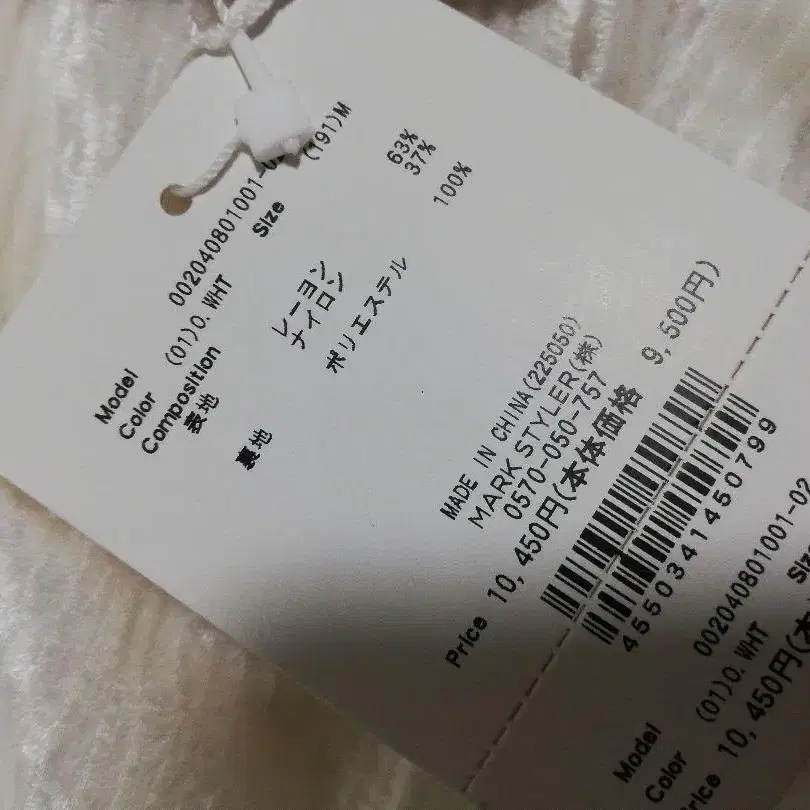 Model 002040801001-02
Color (01)O. WHT Size (191)M
Composition
表地 レーヨン 63%
ナイロン 37%
裏地 ポリエステル 100%
MADE IN CHINA(225050)
MARK STYLER(株)
0570-050-757
Price 10,450円(本体価格 9,500円)
4550341450799
Model 002040801001-02
Color (01)O. WHT
Price 10,450円(本